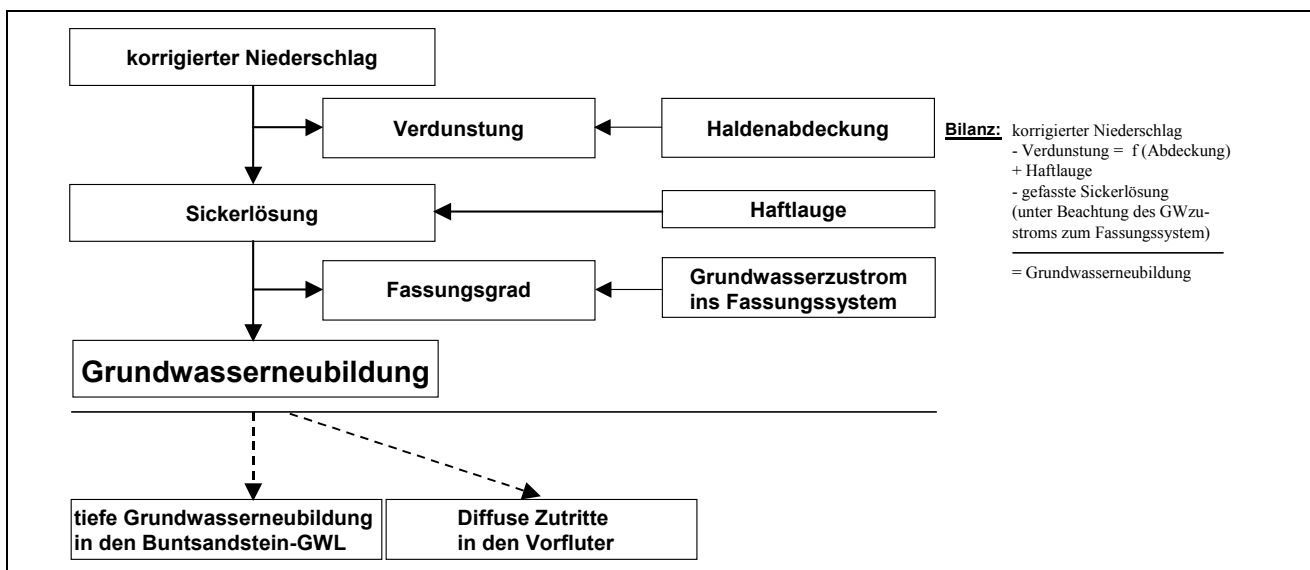 korrigierter Niederschlag
Verdunstung
Haldenabdeckung
Bilanz: korrigierter Niederschlag
- Verdunstung = f (Abdeckung)
+ Haftlauge
- gefasste Sickerlösung
(unter Beachtung des GWzu-
stroms zum Fassungssystem)
= Grundwasserneubildung
Sickerlösung
Haftlauge
Fassungsgrad
Grundwasserzustrom
ins Fassungssystem
Grundwasserneubildung
tiefe Grundwasserneubildung
in den Buntsandstein-GWL
Diffuse Zutritte
in den Vorfluter